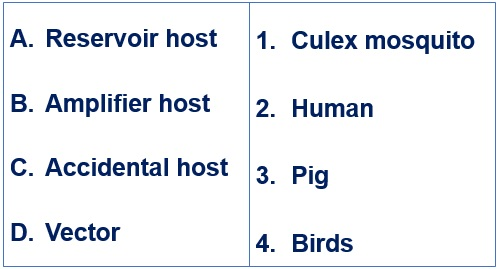 A. Reservoir host
B. Amplifier host
C. Accidental host
D. Vector
1. Culex mosquito
2. Human
3. Pig
4. Birds